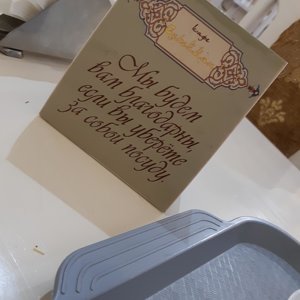 Мы будем
вам благодарны,
если вы уберёте
за собой посуду.